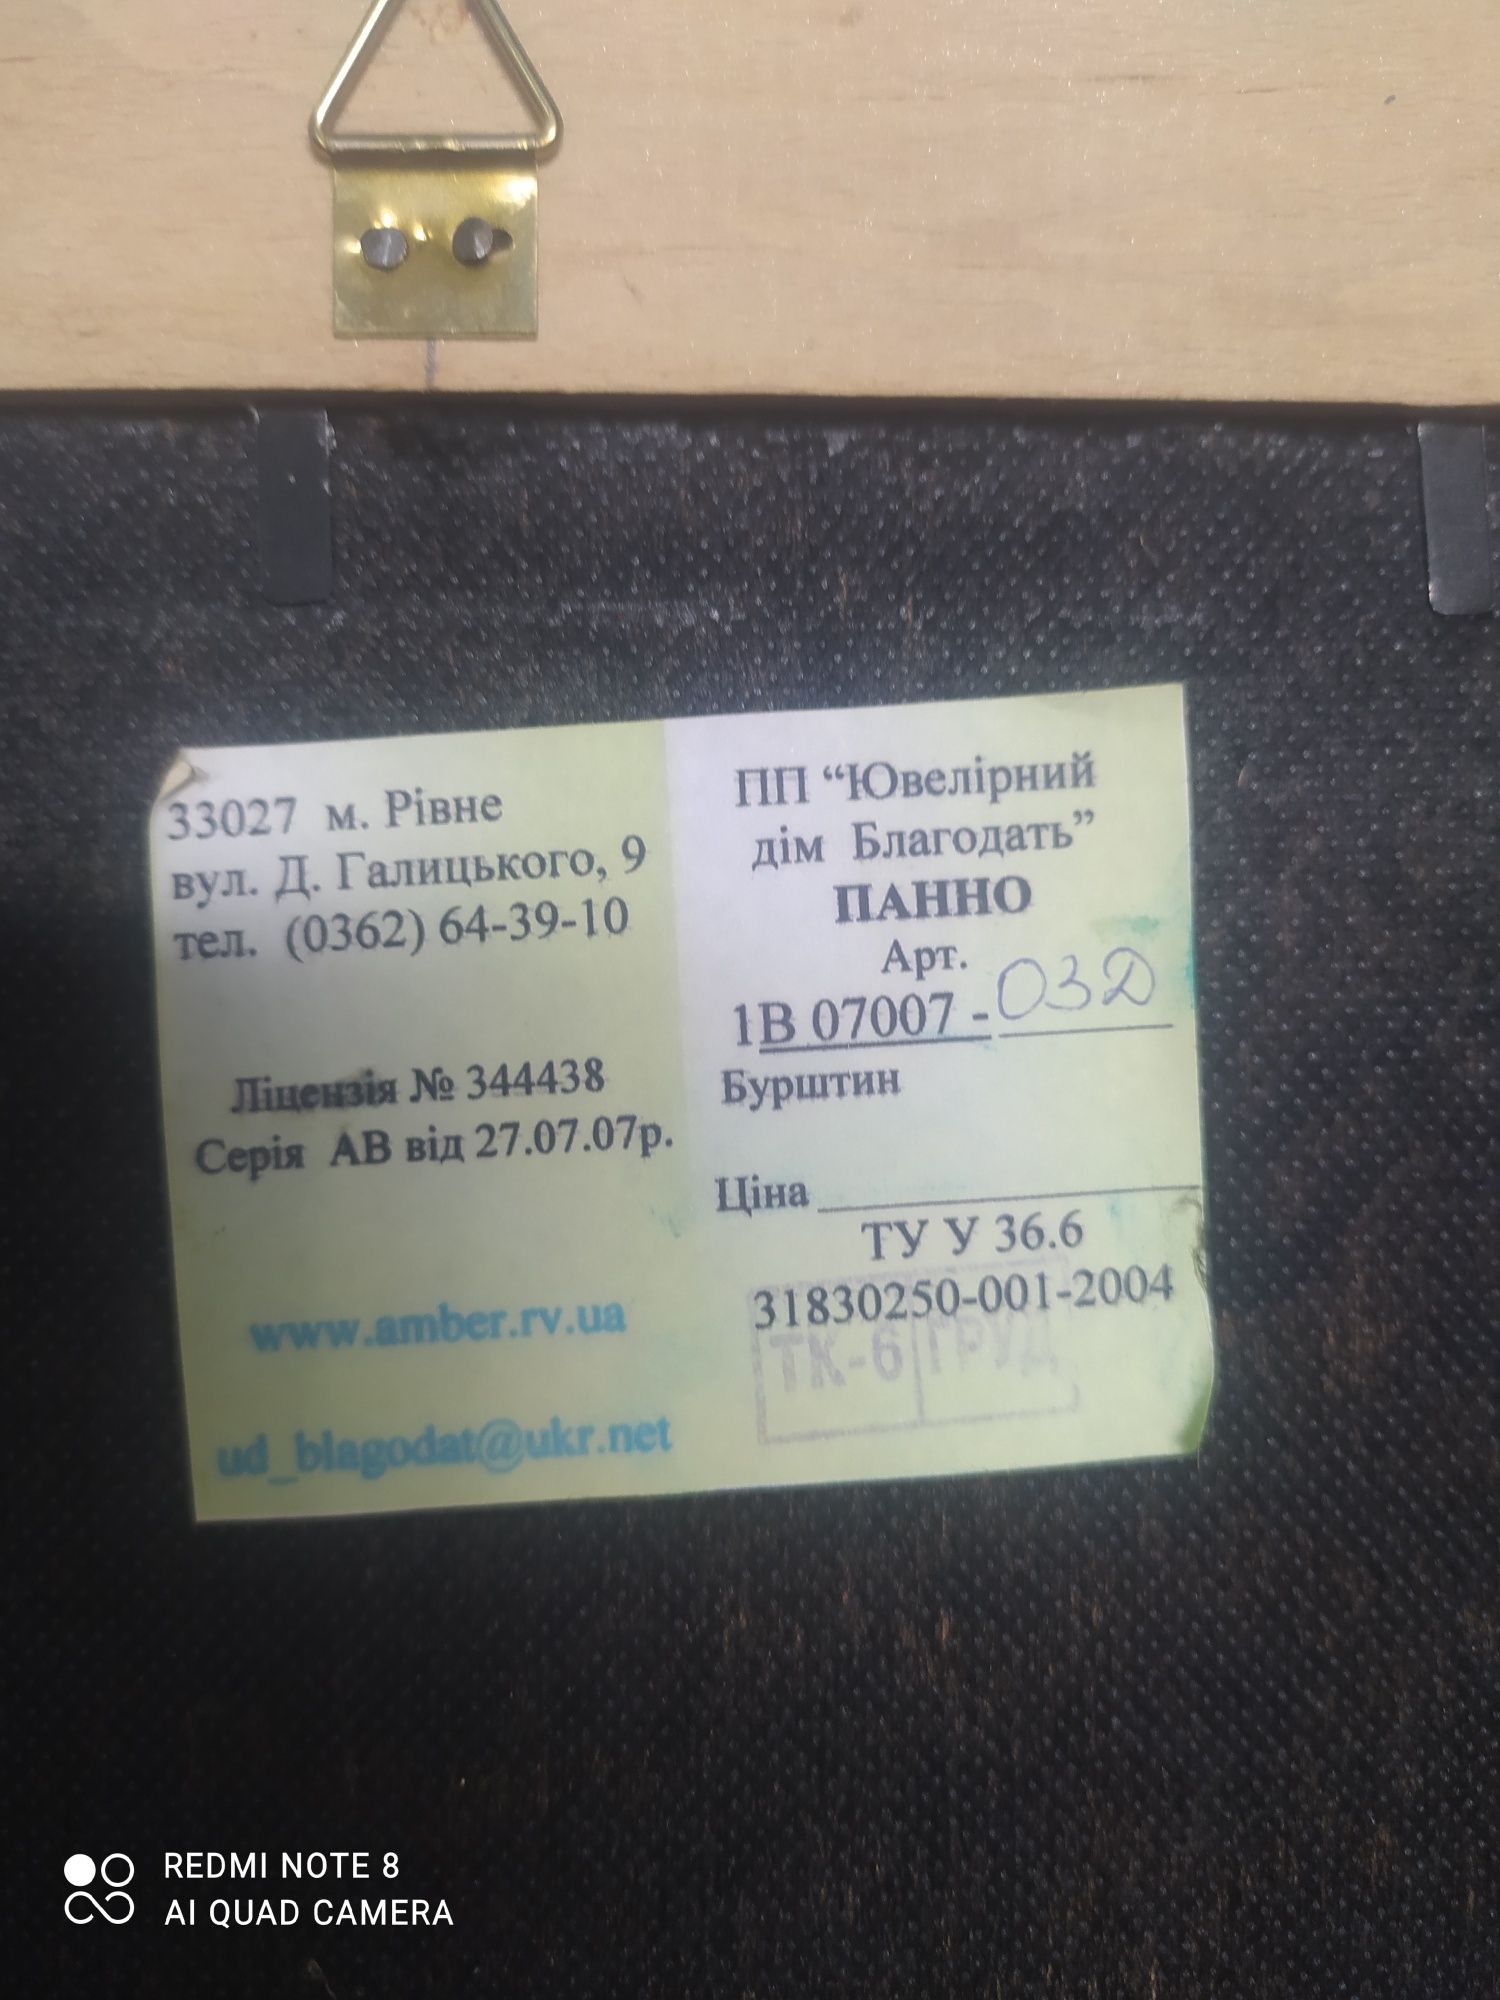 33027 м. Рівне
вул. Д. Галицького, 9
тел. (0362) 64-39-10
Ліцензія № 344438
Серія АВ від 27.07.07р.
www.amber.rv.ua
ud_blagodat@ukr.net
ПП “Ювелірний
дім Благодать”
ПАННО
Арт.
1В 07007 - 03Д
Бурштин
Ціна
ТУ У 36.6
31830250-001-2004
ТК-6 ГРУД
REDMI NOTE 8
AI QUAD CAMERA